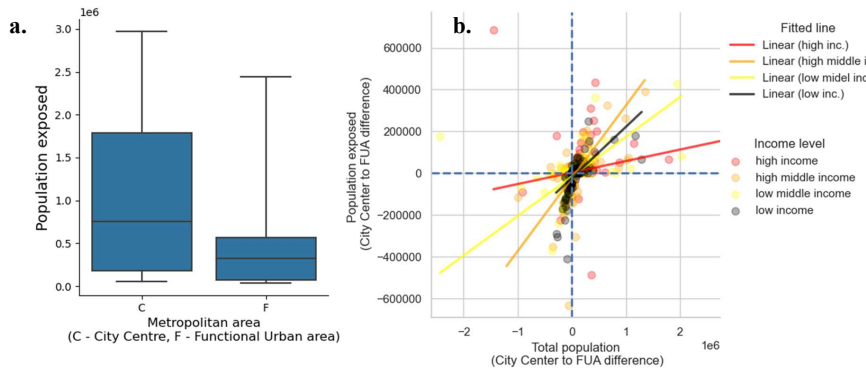 a.
1e6
3.0
2.5
2.0
1.5
1.0
0.5
0.0
Population exposed
C
F
Metropolitan area
(C - City Centre, F - Functional Urban area)
b.
600000
400000
200000
0
−200000
−400000
−600000
Population exposed
(City Center to FUA difference)
−2
−1
0
1
2
1e6
Total population
(City Center to FUA difference)
Fitted line
Linear (high inc.)
Linear (high middle i
Linear (low midel inc
Linear (low inc.)
Income level
high income
high middle income
low middle income
low income